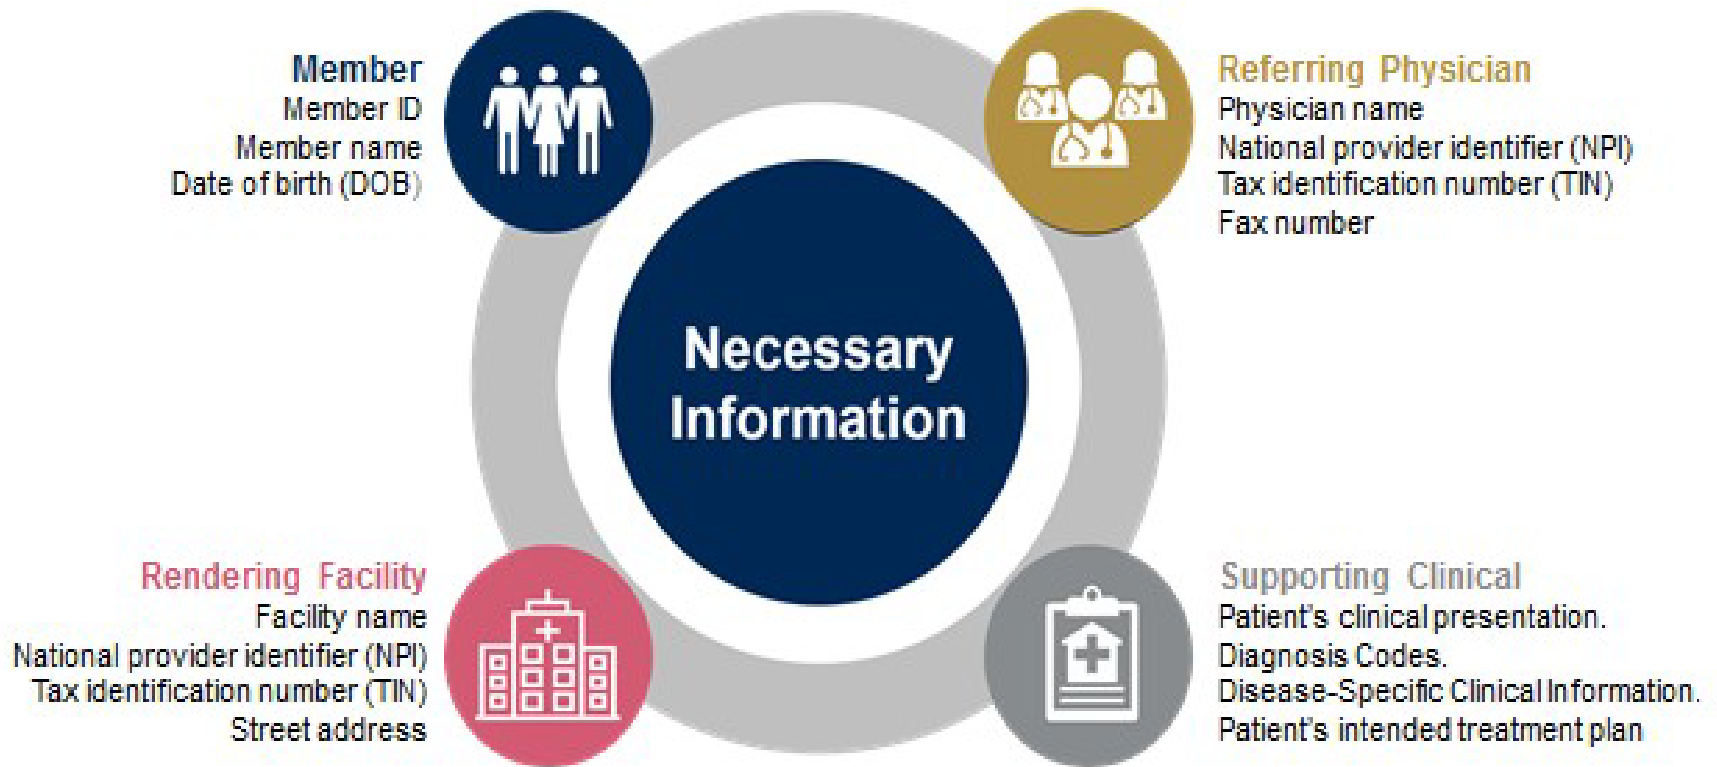 Member
Member ID
Member name
Date of birth (DOB)
Referring Physician
Physician name
National provider identifier (NPI)
Tax identification number (TIN)
Fax number
Necessary
Information
Rendering Facility
Facility name
National provider identifier (NPI)
Tax identification number (TIN)
Street address
Supporting Clinical
Patient's clinical presentation.
Diagnosis Codes.
Disease-Specific Clinical Information.
Patient's intended treatment plan